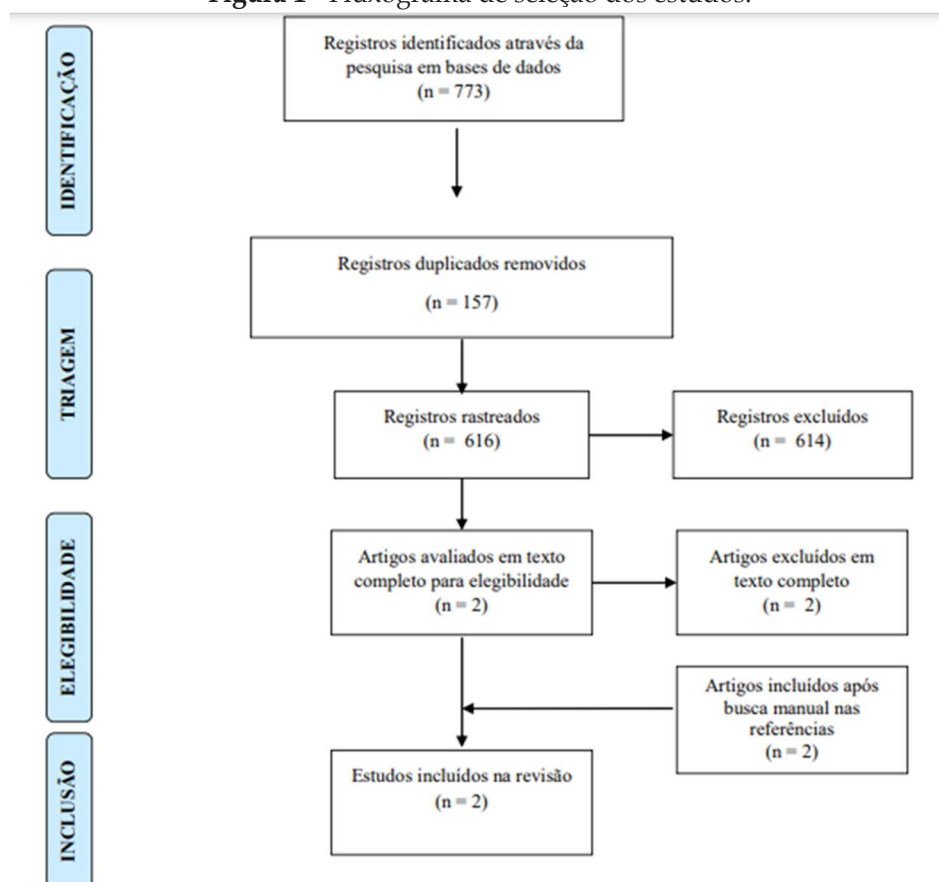 Figura 1 - Fluxograma de seleção dos estudos.
IDENTIFICAÇÃO
Registros identificados através da
pesquisa em bases de dados
(n = 773)
Registros duplicados removidos
(n = 157)
TRIAGEM
Registros rastreados
(n = 616)
Registros excluídos
(n = 614)
ELEGIBILIDADE
Artigos avaliados em texto
completo para elegibilidade
(n = 2)
Artigos excluídos em
texto completo
(n = 2)
Artigos incluídos após
busca manual nas
referências
(n = 2)
INCLUSÃO
Estudos incluídos na revisão
(n = 2)